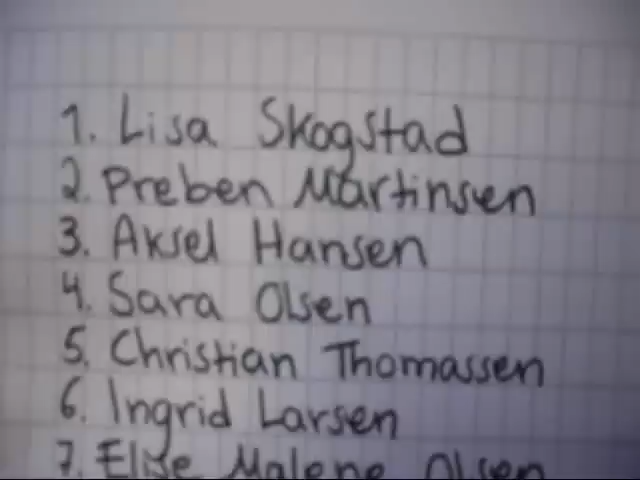 1. Lisa Skogstad
2. Preben Martinsen
3. Aksel Hansen
4. Sara Olsen
5. Christian Thomassen
6. Ingrid Larsen
7. Elise Malene Olsen